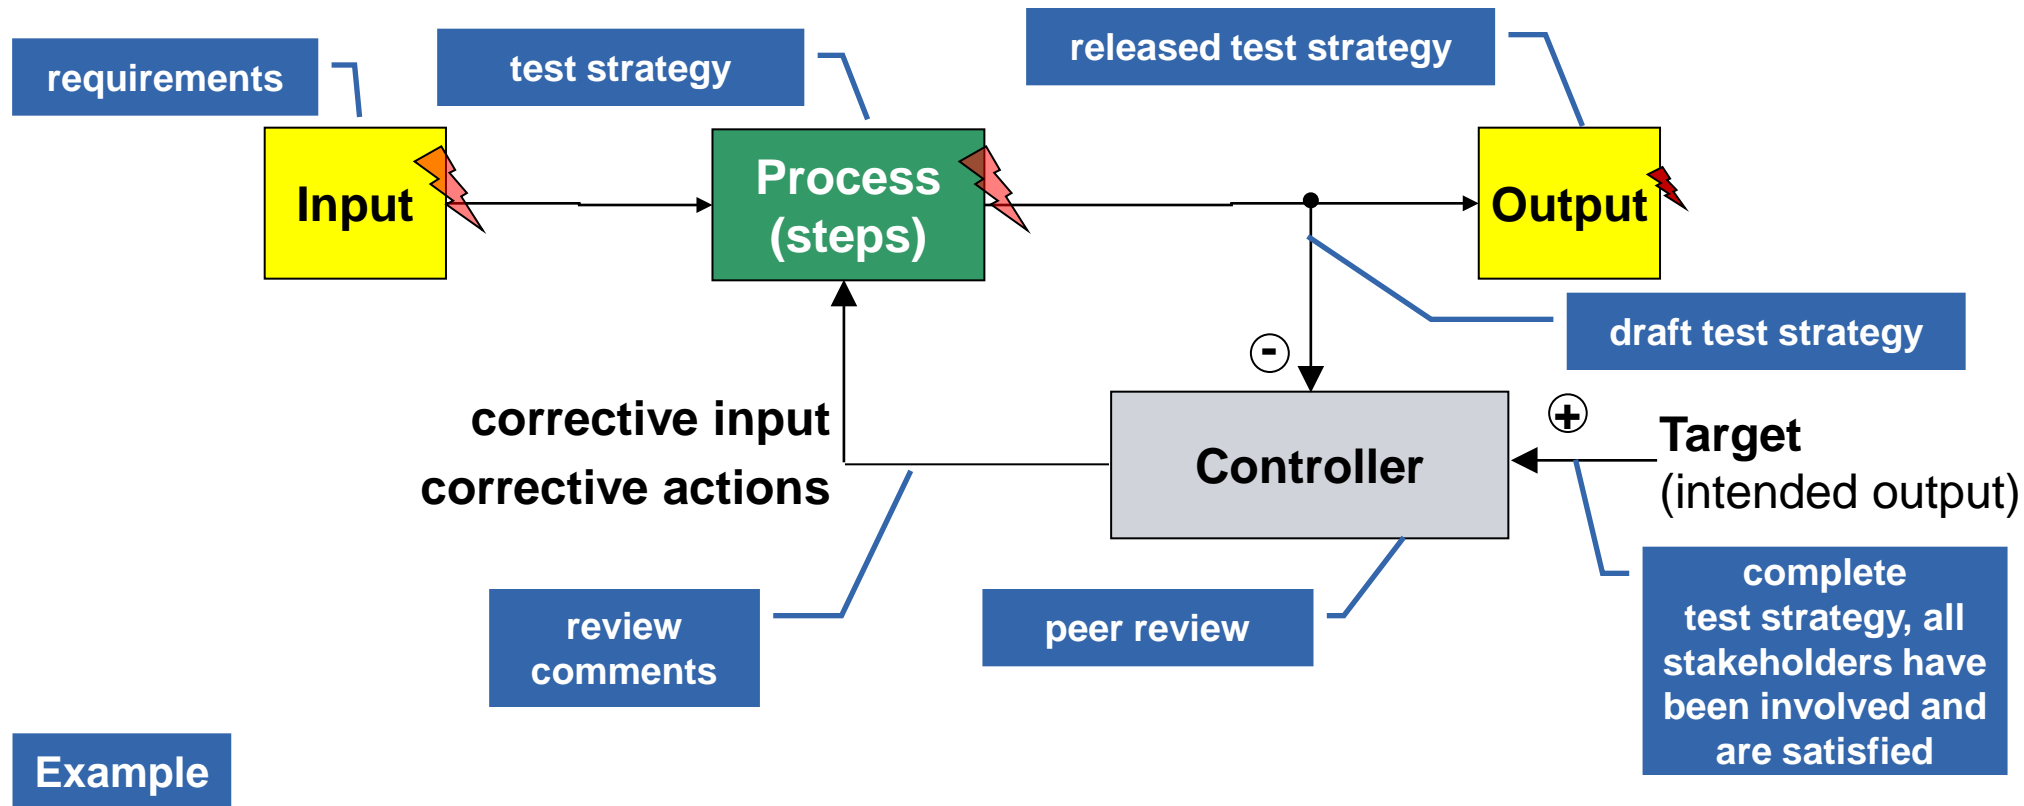 requirements
test strategy
released test strategy
Input
Process
(steps)
Output
draft test strategy
-
+
corrective input
corrective actions
Controller
Target
(intended output)
review
comments
peer review
complete
test strategy, all
stakeholders have
been involved and
are satisfied
Example